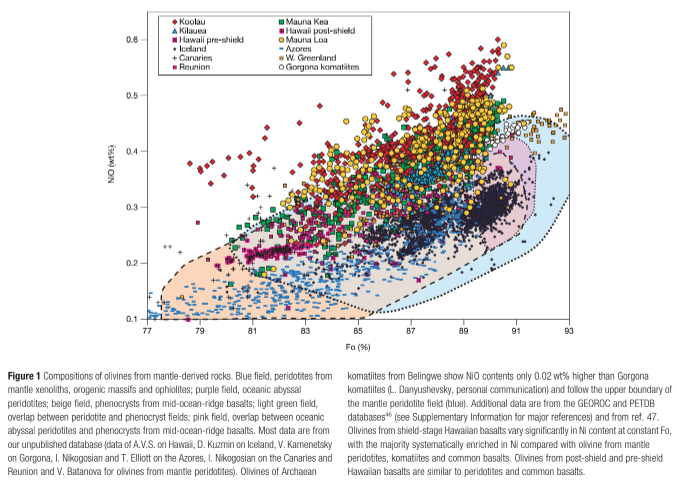 0.6
0.5
0.4
0.3
0.2
0.1
NiO (wt%)
Koolau
Kilauea
Hawaii pre-shield
Iceland
Canaries
Reunion
Mauna Kea
Hawaii post-shield
Mauna Loa
Azores
W. Greenland
Gorgona komatiites
77 79 81 83 85 87 89 91 93
Fo (%)
Figure 1 Compositions of olivines from mantle-derived rocks. Blue field, peridotites from
mantle xenoliths, orogenic massifs and ophiolites; purple field, oceanic abyssal
peridotites; beige field, phenocrysts from mid-ocean-ridge basalts; light green field,
overlap between peridotite and phenocryst fields; pink field, overlap between oceanic
abyssal peridotites and phenocrysts from mid-ocean-ridge basalts. Most data are from
our unpublished database (data of A.V.S. on Hawaii, D. Kuzmin on Iceland, V. Kamenetsky
on Gorgona, I. Nikogosian and T. Elliott on the Azores, I. Nikogosian on the Canaries and
Reunion and V. Batanova for olivines from mantle peridotites). Olivines of Archaean
komatiites from Belingwe show NiO contents only 0.02 wt% higher than Gorgona
komatiites (L. Danyushevsky, personal communication) and follow the upper boundary of
the mantle peridotite field (blue). Additional data are from the GEOROC and PETDB
databases46 (see Supplementary Information for major references) and from ref. 47.
Olivines from shield-stage Hawaiian basalts vary significantly in Ni content at constant Fo,
with the majority systematically enriched in Ni compared with olivine from mantle
peridotites, komatiites and common basalts. Olivines from post-shield and pre-shield
Hawaiian basalts are similar to peridotites and common basalts.